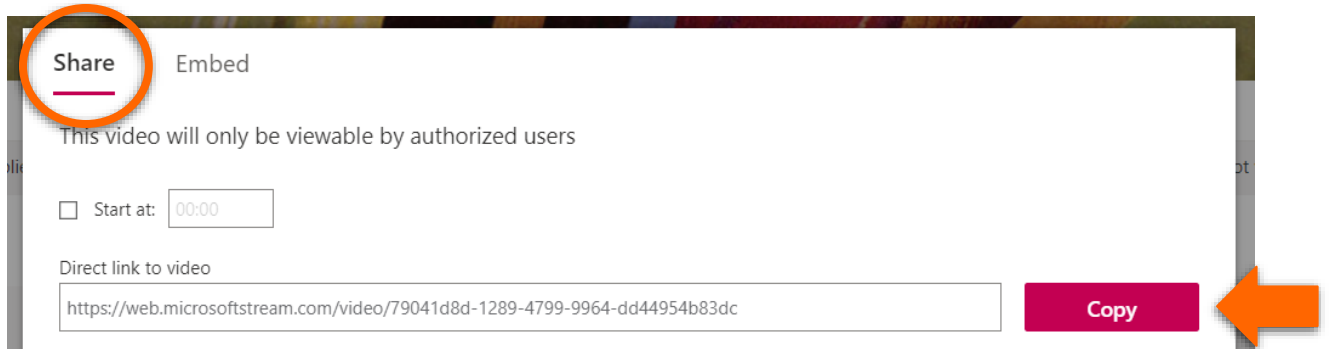 Share Embed
This video will only be viewable by authorized users
Start at: 00:00
Direct link to video
https://web.microsoftstream.com/video/79041d8d-1289-4799-9964-dd44954b83dc
Copy